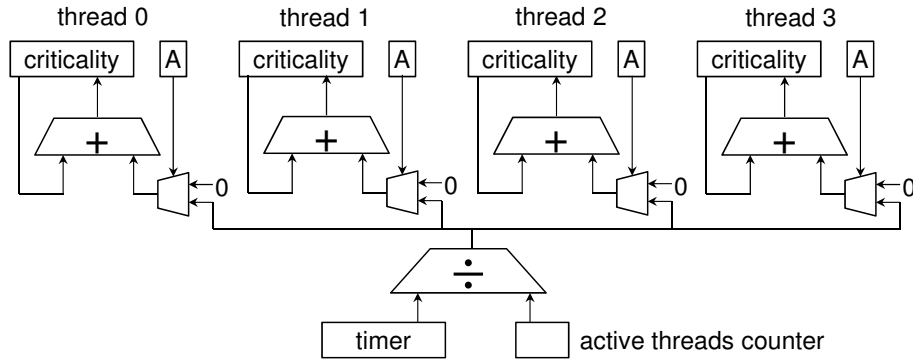 thread 0 thread 1 thread 2 thread 3
criticality A criticality A criticality A criticality A
+ + + +
0 0 0 0
÷
timer active threads counter